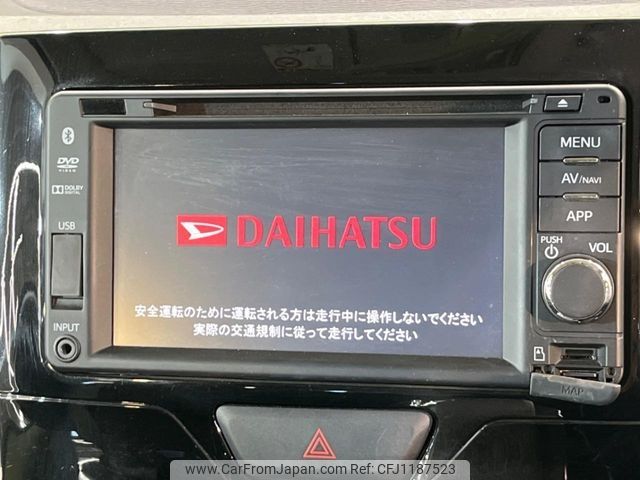 MENU
DVD
VIDEO
AV/NAVI
DOLBY
DIGITAL
APP
USB
DAIHATSU
PUSH
VOL
安全運転のために運転される方は走行中に操作しないでください
実際の交通規制に従って走行してください
INPUT
MAP
www.CarFromJapan.com - CFJ1187523